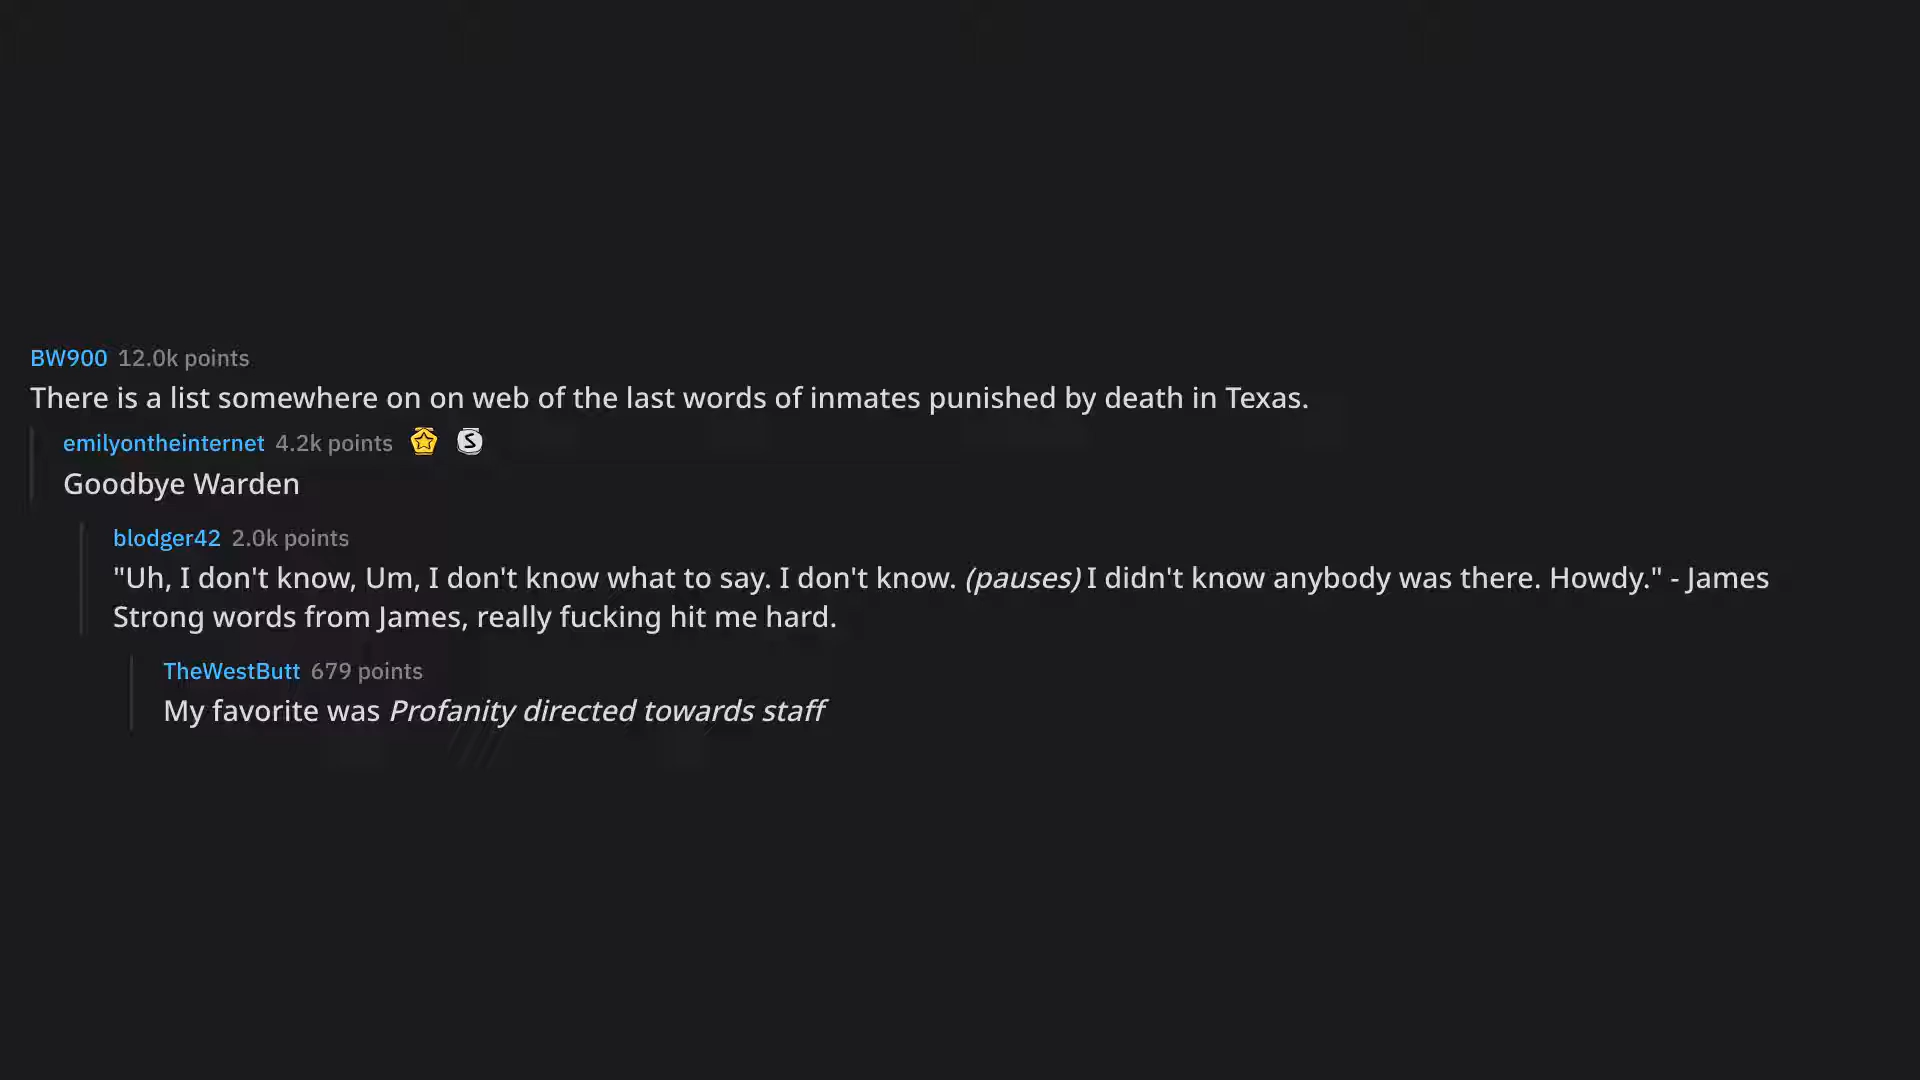 BW900 12.0k points
There is a list somewhere on on web of the last words of inmates punished by death in Texas.
emilyontheinternet 4.2k points
Goodbye Warden
blodger42 2.0k points
"Uh, I don't know, Um, I don't know what to say. I don't know. (pauses) I didn't know anybody was there. Howdy." - James
Strong words from James, really fucking hit me hard.
TheWestButt 679 points
My favorite was Profanity directed towards staff